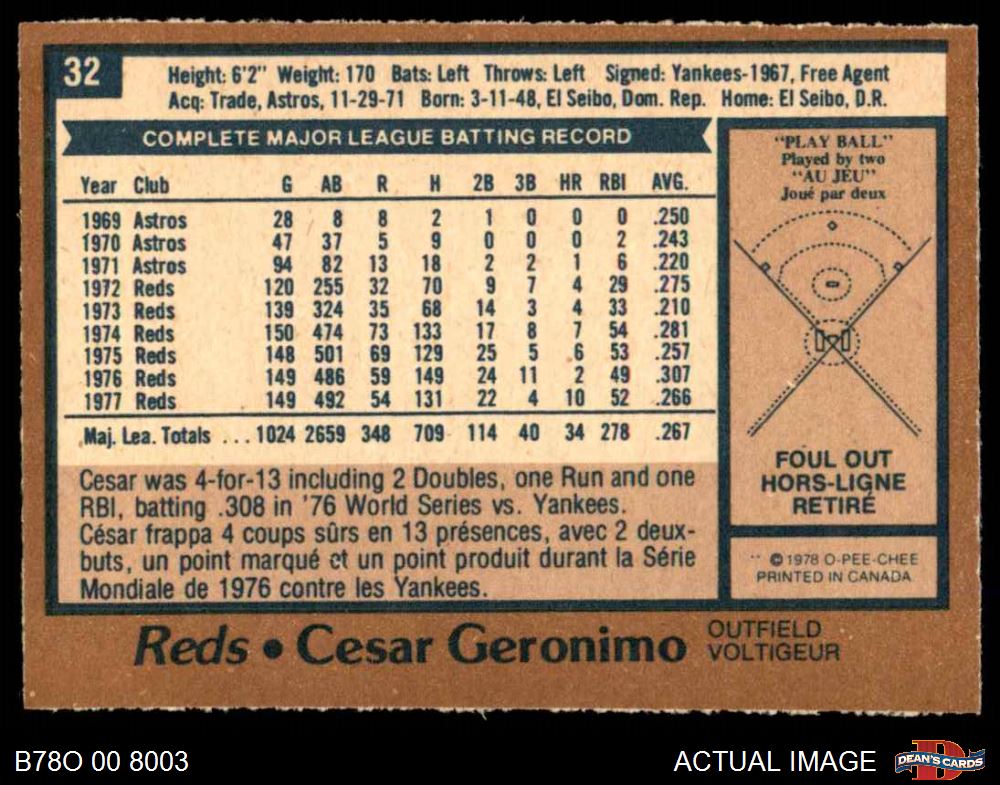 32
Height: 6'2" Weight: 170 Bats: Left Throws: Left Signed: Yankees-1967, Free Agent
Acq: Trade, Astros, 11-29-71 Born: 3-11-48, El Seibo, Dom. Rep. Home: El Seibo, D.R.
COMPLETE MAJOR LEAGUE BATTING RECORD
Year Club G AB R H 2B 3B HR RBI AVG.
1969 Astros 28 8 8 2 1 0 0 0 .250
1970 Astros 47 37 5 9 0 0 0 2 .243
1971 Astros 94 82 13 18 2 2 1 6 .220
1972 Reds 120 255 32 70 9 7 4 29 .275
1973 Reds 139 324 35 68 14 3 4 33 .210
1974 Reds 150 474 73 133 17 8 7 54 .281
1975 Reds 148 501 69 129 25 5 6 53 .257
1976 Reds 149 486 59 149 24 11 2 49 .307
1977 Reds 149 492 54 131 22 4 10 52 .266
Maj. Lea. Totals ... 1024 2659 348 709 114 40 34 278 .267
Cesar was 4-for-13 including 2 Doubles, one Run and one
RBI, batting .308 in '76 World Series vs. Yankees.
César frappa 4 coups sûrs en 13 présences, avec 2 deux-
buts, un point marqué et un point produit durant la Série
Mondiale de 1976 contre les Yankees.
"PLAY BALL"
Played by two
"AU JEU"
Joué par deux
FOUL OUT
HORS-LIGNE
RETIRÉ
** © 1978 O-PEE-CHEE
PRINTED IN CANADA
Reds • Cesar Geronimo
OUTFIELD
VOLTIGEUR
B78O 00 8003
ACTUAL IMAGE
DEAN'S CARDS